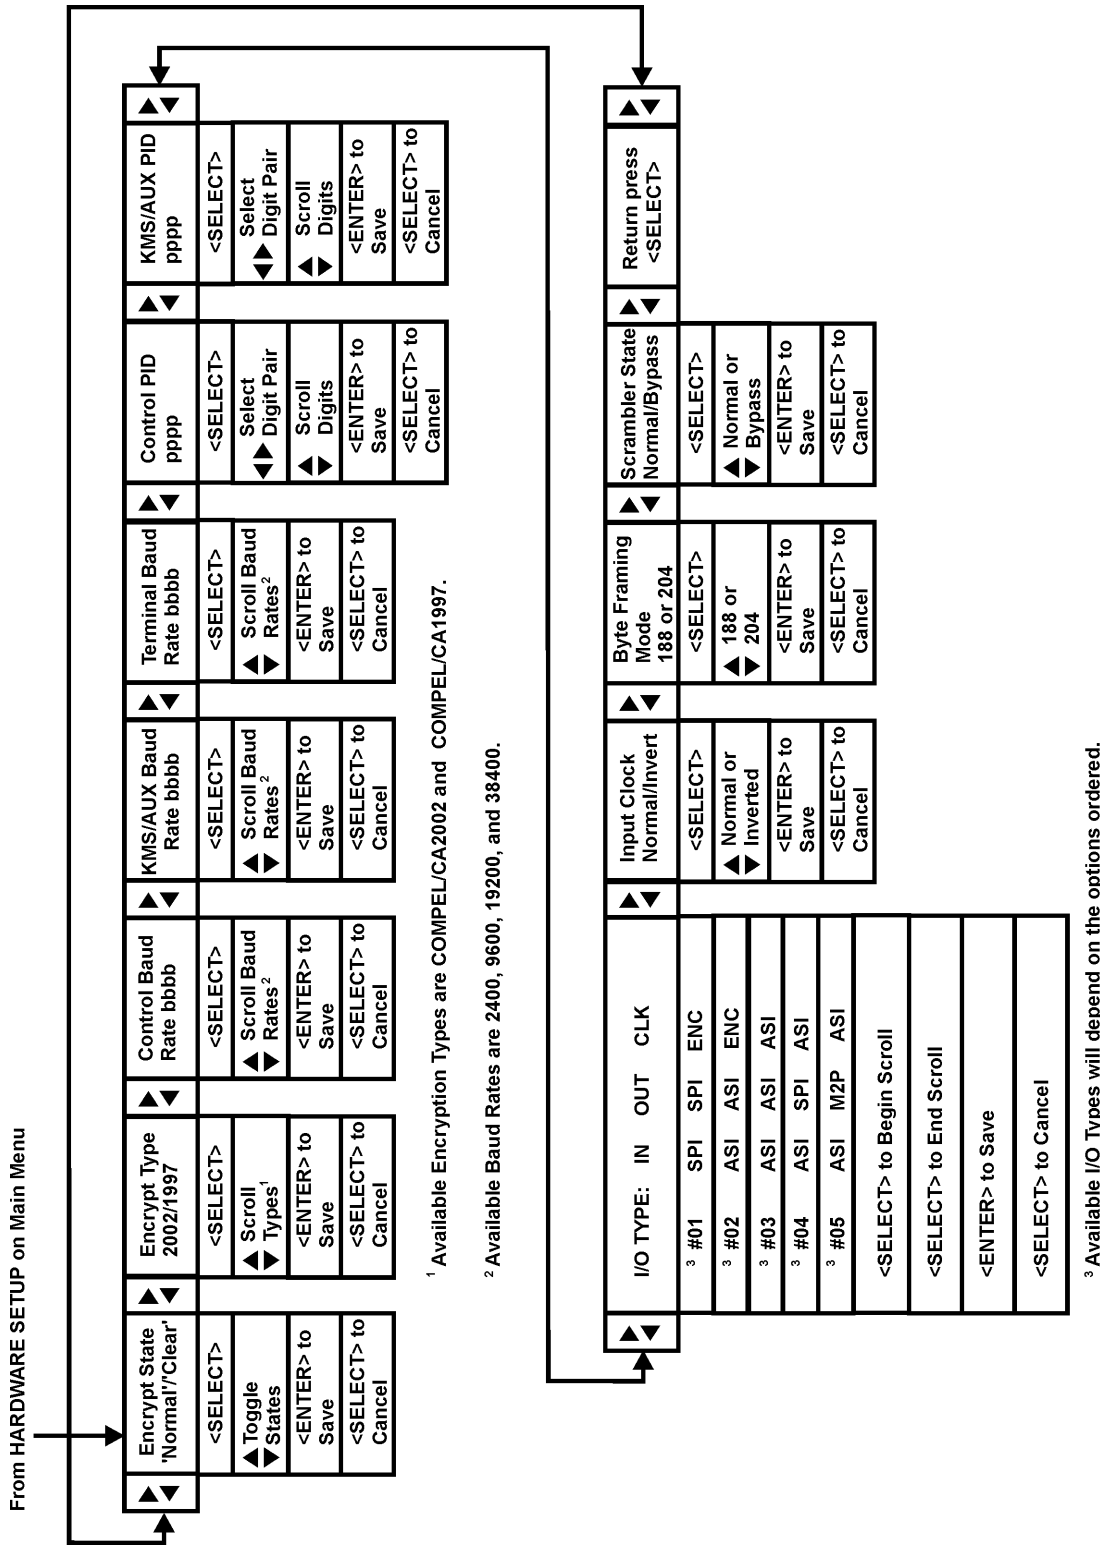 From HARDWARE SETUP on Main Menu
Encrypt State
'Normal'/'Clear'
<SELECT>
Toggle
States
<ENTER> to
Save
<SELECT> to
Cancel
Encrypt Type
2002/1997
<SELECT>
Scroll
Types1
<ENTER> to
Save
<SELECT> to
Cancel
Control Baud
Rate bbbb
<SELECT>
Scroll Baud
Rates2
<ENTER> to
Save
<SELECT> to
Cancel
KMS/AUX Baud
Rate bbbb
<SELECT>
Scroll Baud
Rates2
<ENTER> to
Save
<SELECT> to
Cancel
Terminal Baud
Rate bbbb
<SELECT>
Scroll Baud
Rates2
<ENTER> to
Save
<SELECT> to
Cancel
Control PID
pppp
<SELECT>
Select
Digit Pair
Scroll
Digits
<ENTER> to
Save
<SELECT> to
Cancel
KMS/AUX PID
pppp
<SELECT>
Select
Digit Pair
Scroll
Digits
<ENTER> to
Save
<SELECT> to
Cancel
1 Available Encryption Types are COMPEL/CA2002 and COMPEL/CA1997.
2 Available Baud Rates are 2400, 9600, 19200, and 38400.
I/O TYPE: IN OUT CLK
3 #01 SPI SPI ENC
3 #02 ASI ASI ENC
3 #03 ASI ASI ASI
3 #04 ASI SPI ASI
3 #05 ASI M2P ASI
<SELECT> to Begin Scroll
<SELECT> to End Scroll
<ENTER> to Save
<SELECT> to Cancel
Input Clock
Normal/Invert
<SELECT>
Normal or
Inverted
<ENTER> to
Save
<SELECT> to
Cancel
Byte Framing
Mode
188 or 204
<SELECT>
188 or
204
<ENTER> to
Save
<SELECT> to
Cancel
Scrambler State
Normal/Bypass
<SELECT>
Normal or
Bypass
<ENTER> to
Save
<SELECT> to
Cancel
Return press
<SELECT>
3 Available I/O Types will depend on the options ordered.